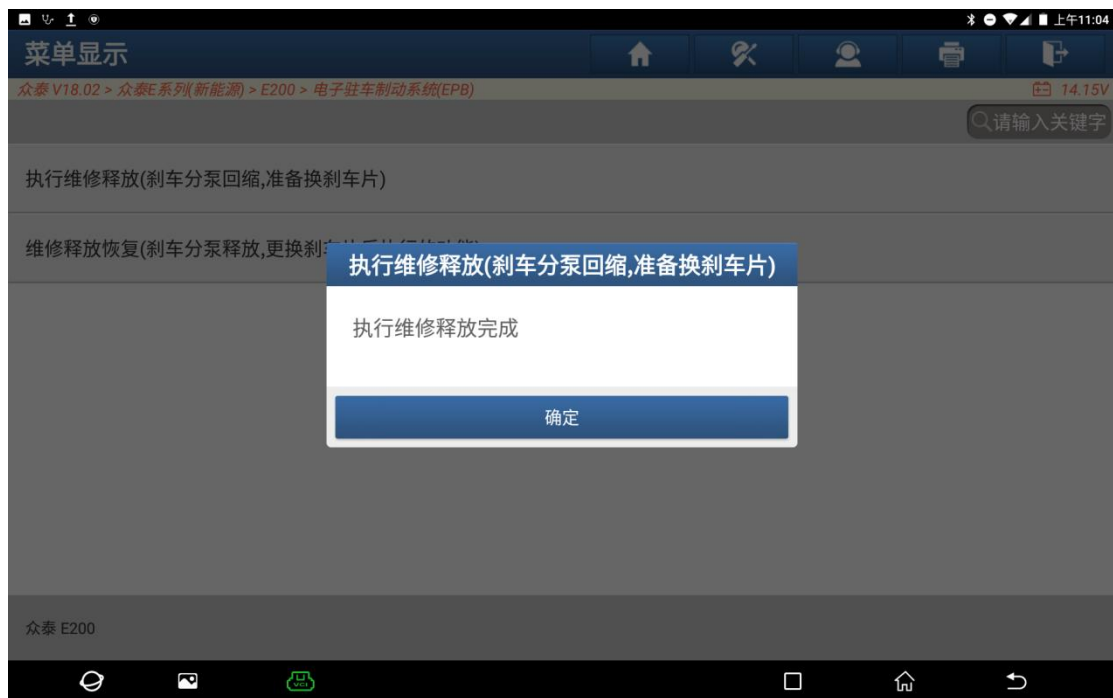 上午11:04
菜单显示
众泰 V18.02 > 众泰E系列(新能源) > E200 > 电子驻车制动系统(EPB)
14.15V
请输入关键字
执行维修释放(刹车分泵回缩,准备换刹车片)
维修释放恢复(刹车分泵释放,更换刹
执行维修释放(刹车分泵回缩,准备换刹车片)
执行维修释放完成
确定
众泰 E200
VCI